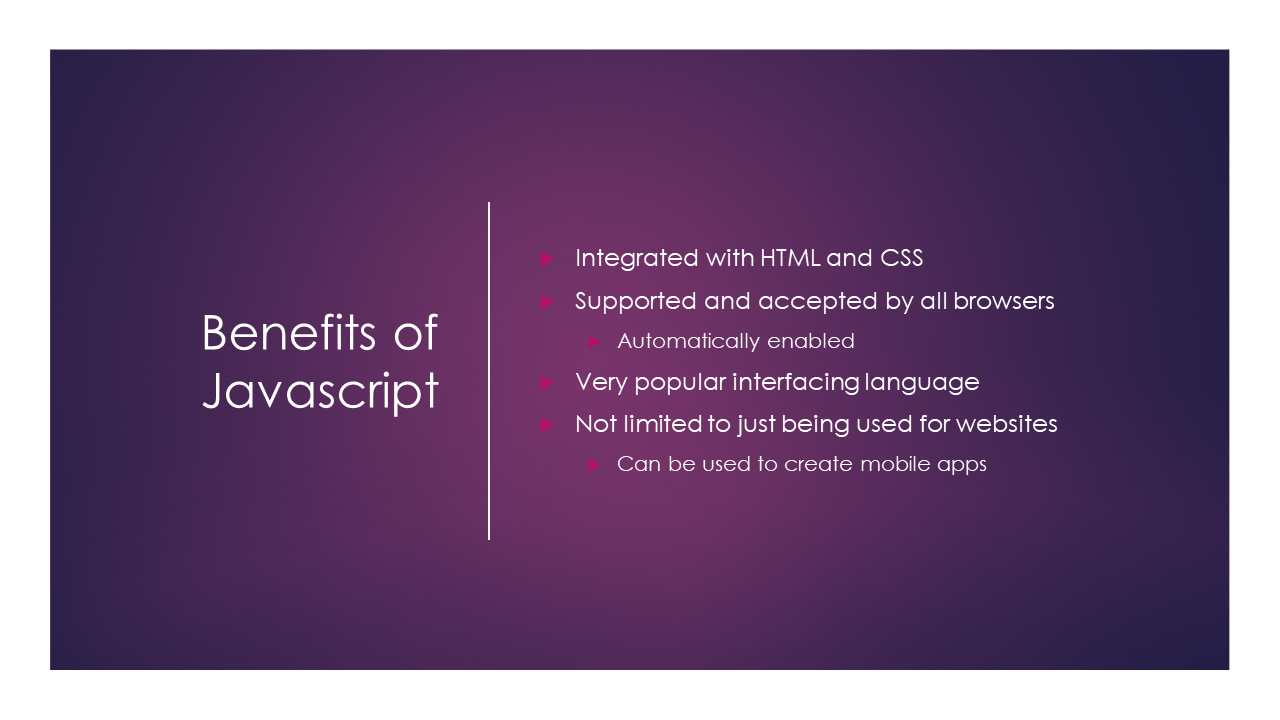 Benefits of
Javascript
Integrated with HTML and CSS
Supported and accepted by all browsers
Automatically enabled
Very popular interfacing language
Not limited to just being used for websites
Can be used to create mobile apps